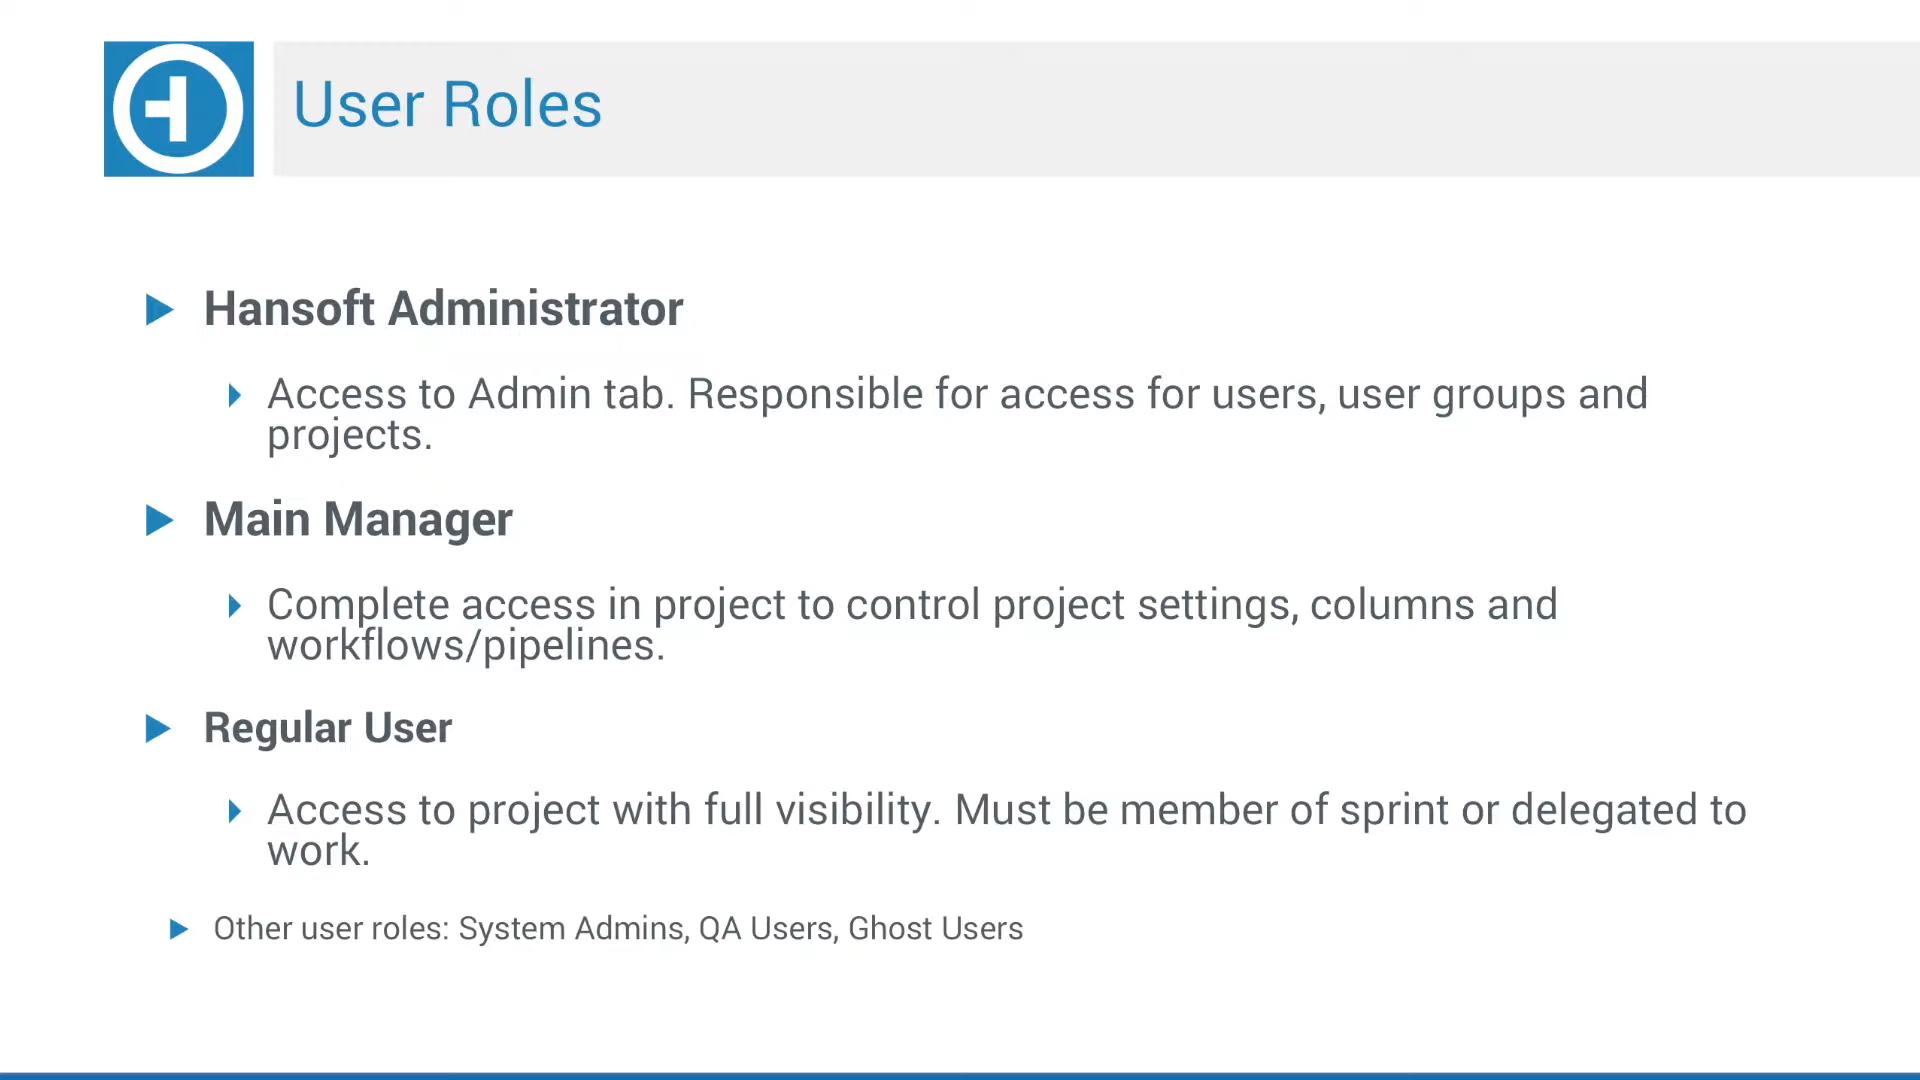 User Roles
Hansoft Administrator
Access to Admin tab. Responsible for access for users, user groups and
projects.
Main Manager
Complete access in project to control project settings, columns and
workflows/pipelines.
Regular User
Access to project with full visibility. Must be member of sprint or delegated to
work.
Other user roles: System Admins, QA Users, Ghost Users